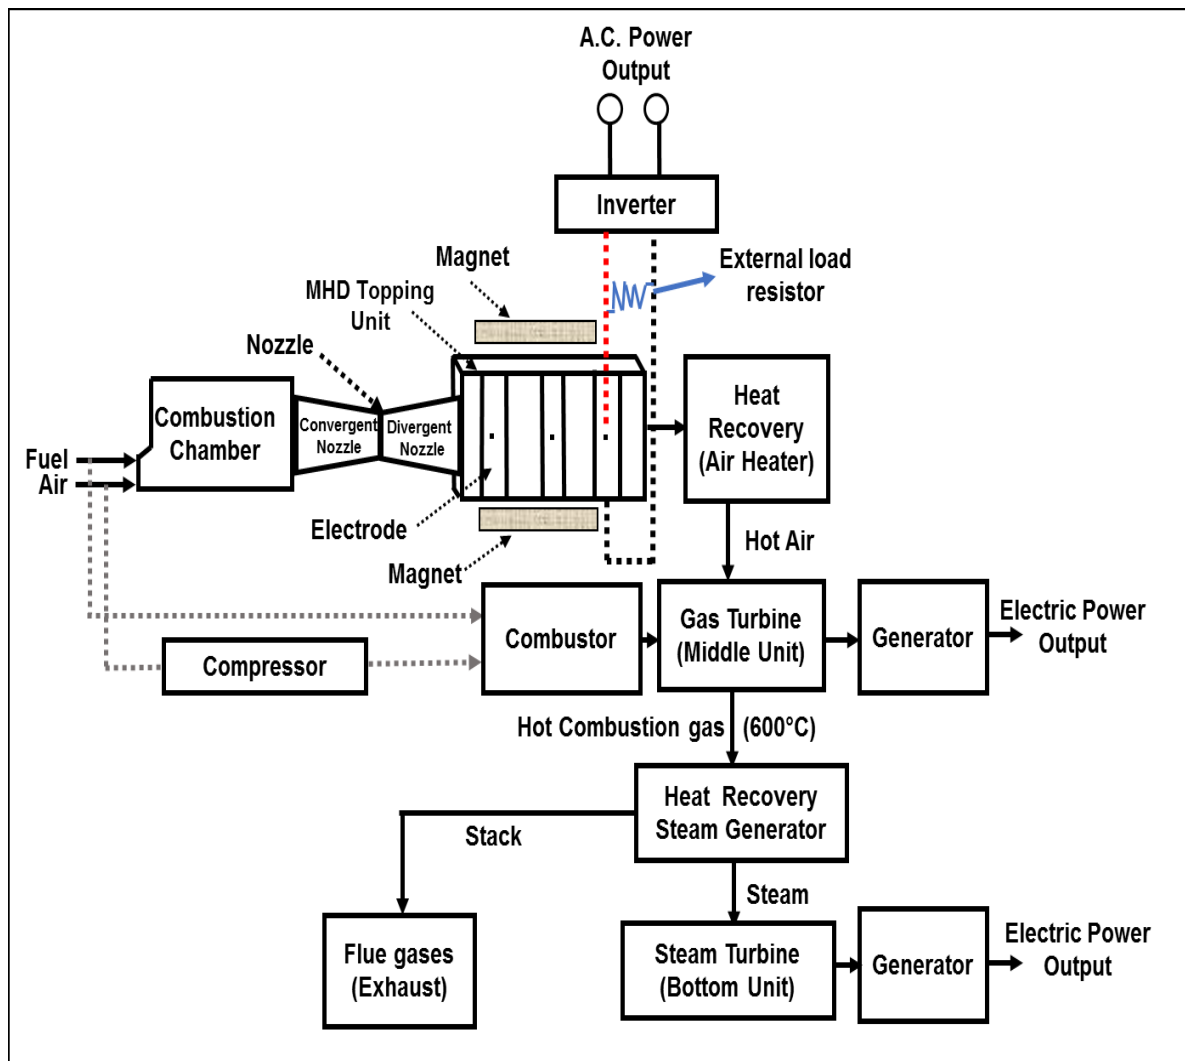 A.C. Power
Output
Inverter
External load
resistor
Magnet
MHD Topping
Unit
Nozzle
Combustion
Chamber
Convergent
Nozzle
Divergent
Nozzle
Heat
Recovery
(Air Heater)
Fuel
Air
Electrode
Magnet
Hot Air
Compressor
Combustor
Gas Turbine
(Middle Unit)
Generator
Electric Power
Output
Hot Combustion gas (600°C)
Heat Recovery
Steam Generator
Stack
Steam
Flue gases
(Exhaust)
Steam Turbine
(Bottom Unit)
Generator
Electric Power
Output